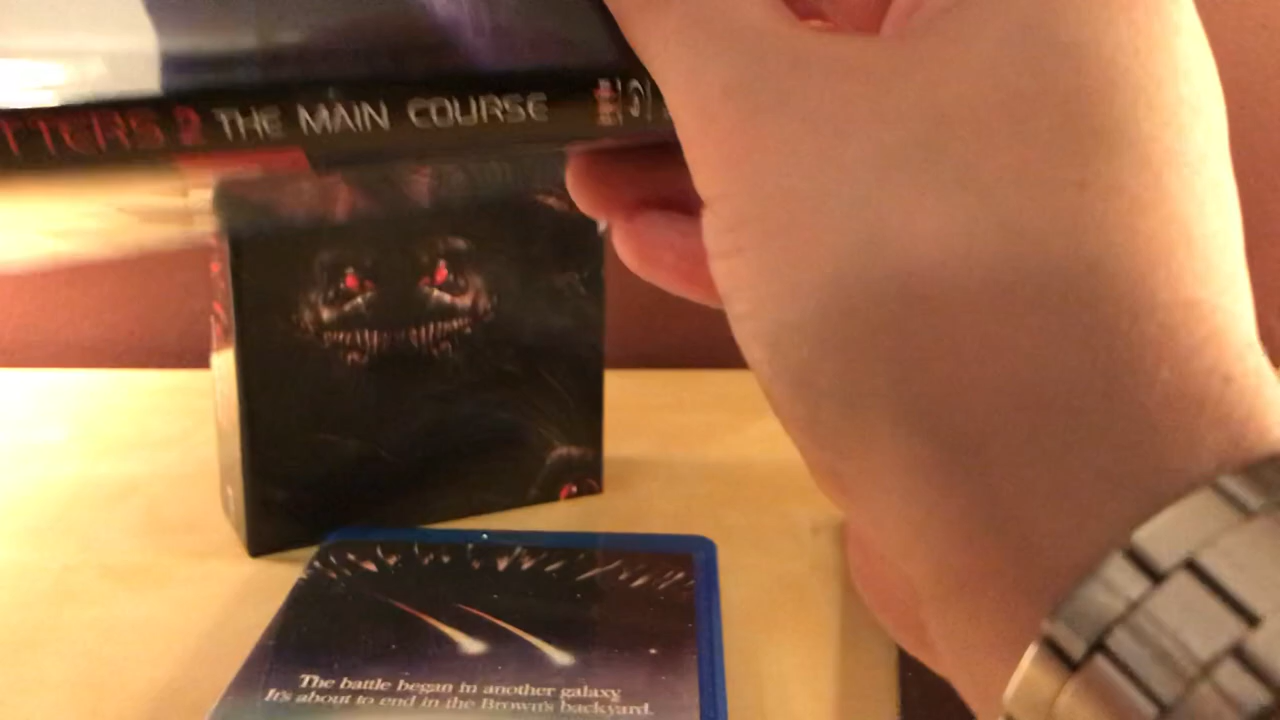 TTERS 2 THE MAIN COURSE
The battle began in another galaxy.
It's about to end in the Brown's backyard.